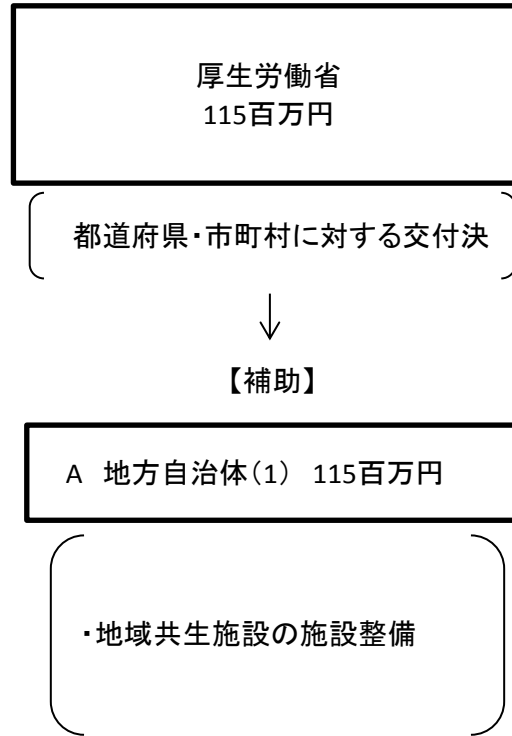 厚生労働省
115百万円
都道府県・市町村に対する交付決
【補助】
A 地方自治体(1) 115百万円
・地域共生施設の施設整備